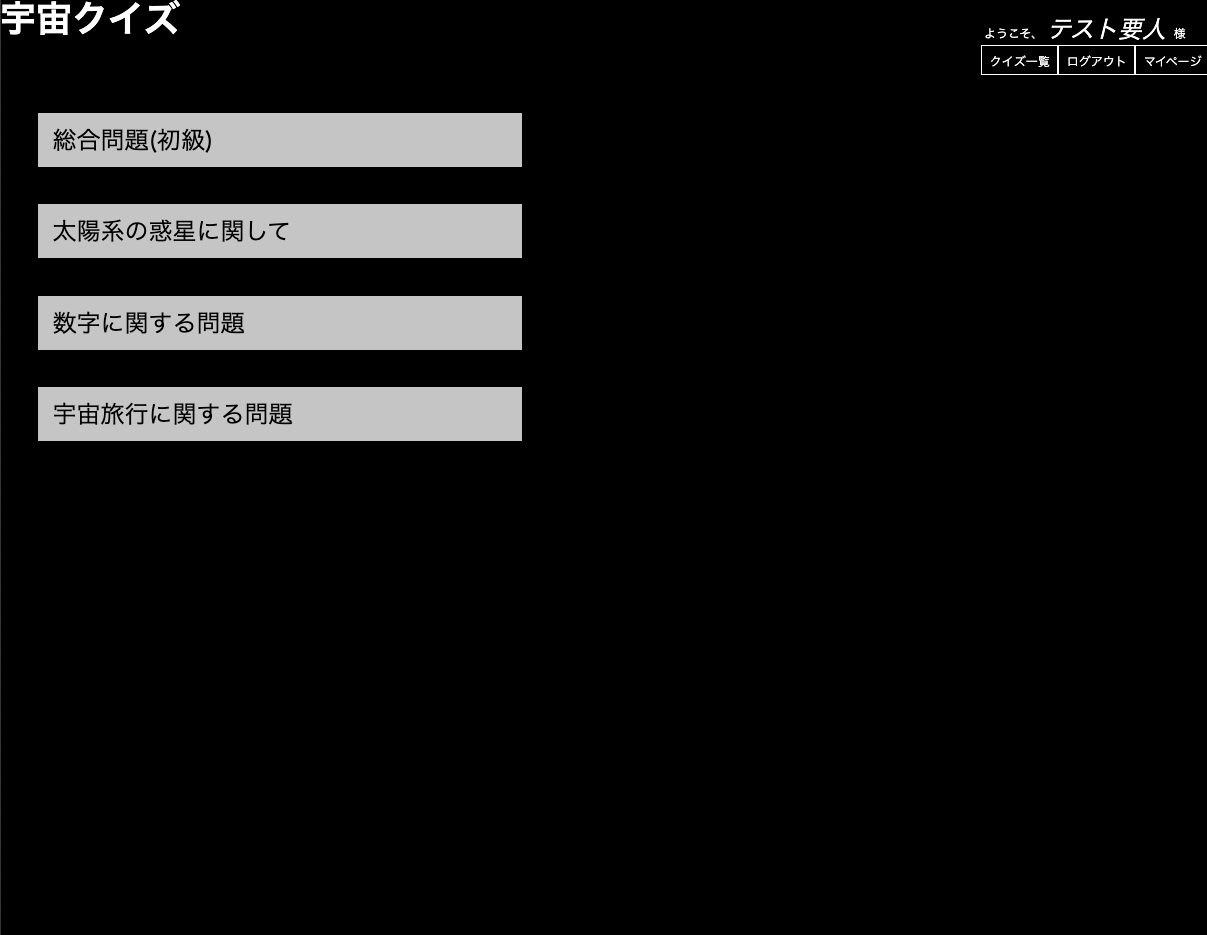 宇宙クイズ
ようこそ、 テスト要人 様
クイズ一覧 ログアウト マイページ
総合問題(初級)
太陽系の惑星に関して
数字に関する問題
宇宙旅行に関する問題